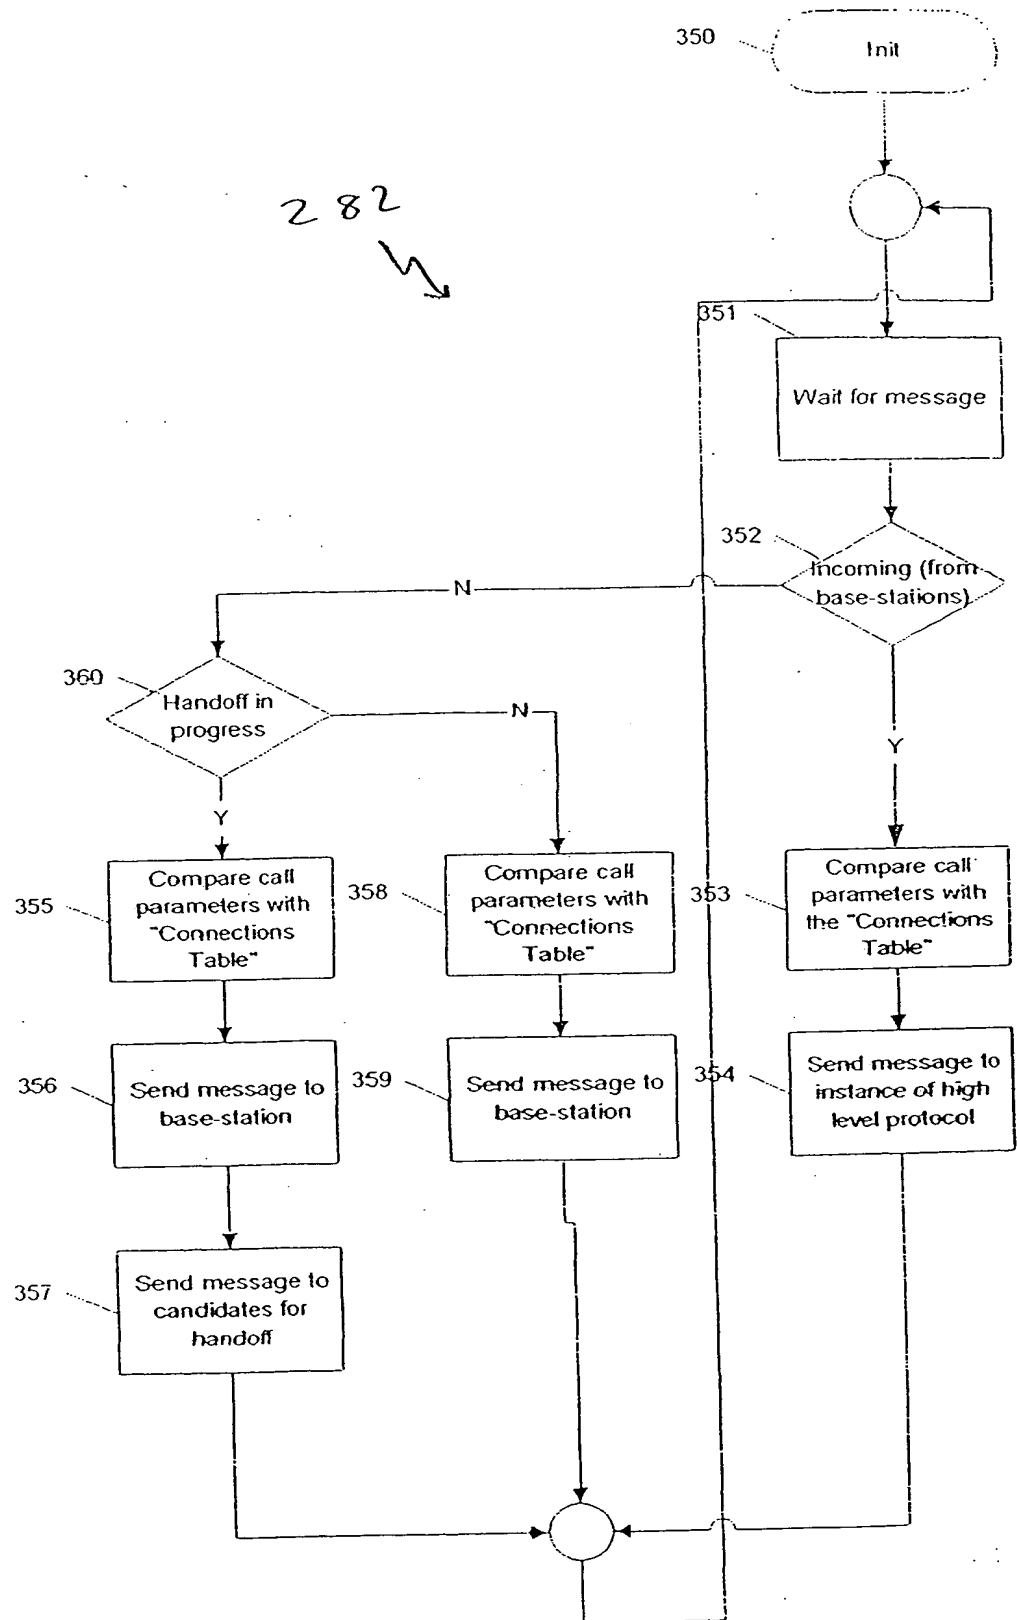 350
Init
282
351
Wait for message
352
Incoming (from
base-stations)
N
360
Handoff in
progress
N
Y
Y
355
Compare call
parameters with
"Connections
Table"
358
Compare call
parameters with
"Connections
Table"
353
Compare call
parameters with
the "Connections
Table"
356
Send message to
base-station
359
Send message to
base-station
354
Send message to
instance of high
level protocol
357
Send message to
candidates for
handoff